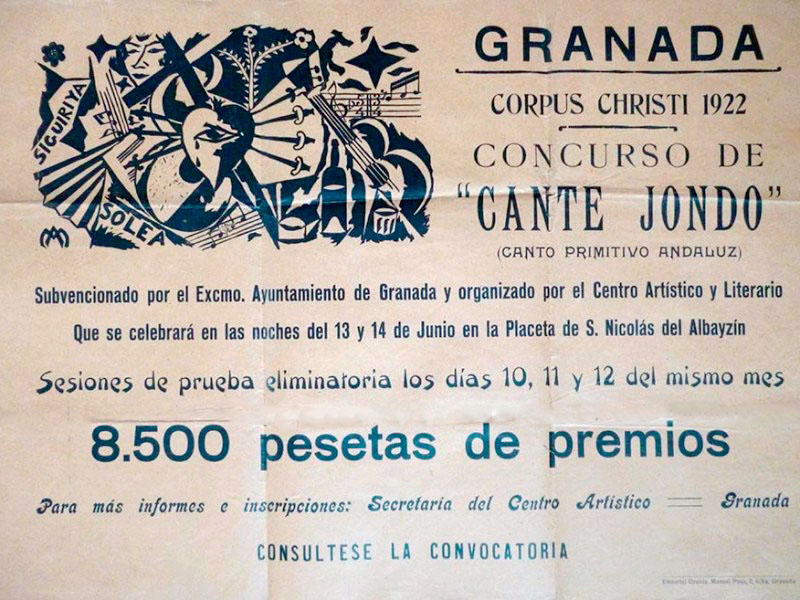 SIGUIRIYA
SOLEA
GRANADA
CORPUS CHRISTI 1922
CONCURSO DE
"CANTE JONDO"
(CANTO PRIMITIVO ANDALUZ)
Subvencionado por el Excmo. Ayuntamiento de Granada y organizado por el Centro Artístico y Literario
Que se celebrará en las noches del 13 y 14 de Junio en la Placeta de S. Nicolás del Albayzín
Sesiones de prueba eliminatoria los días 10, 11 y 12 del mismo mes
8.500 pesetas de premios
Para más informes e inscripciones: Secretaría del Centro Artístico == Granada
CONSULTESE LA CONVOCATORIA